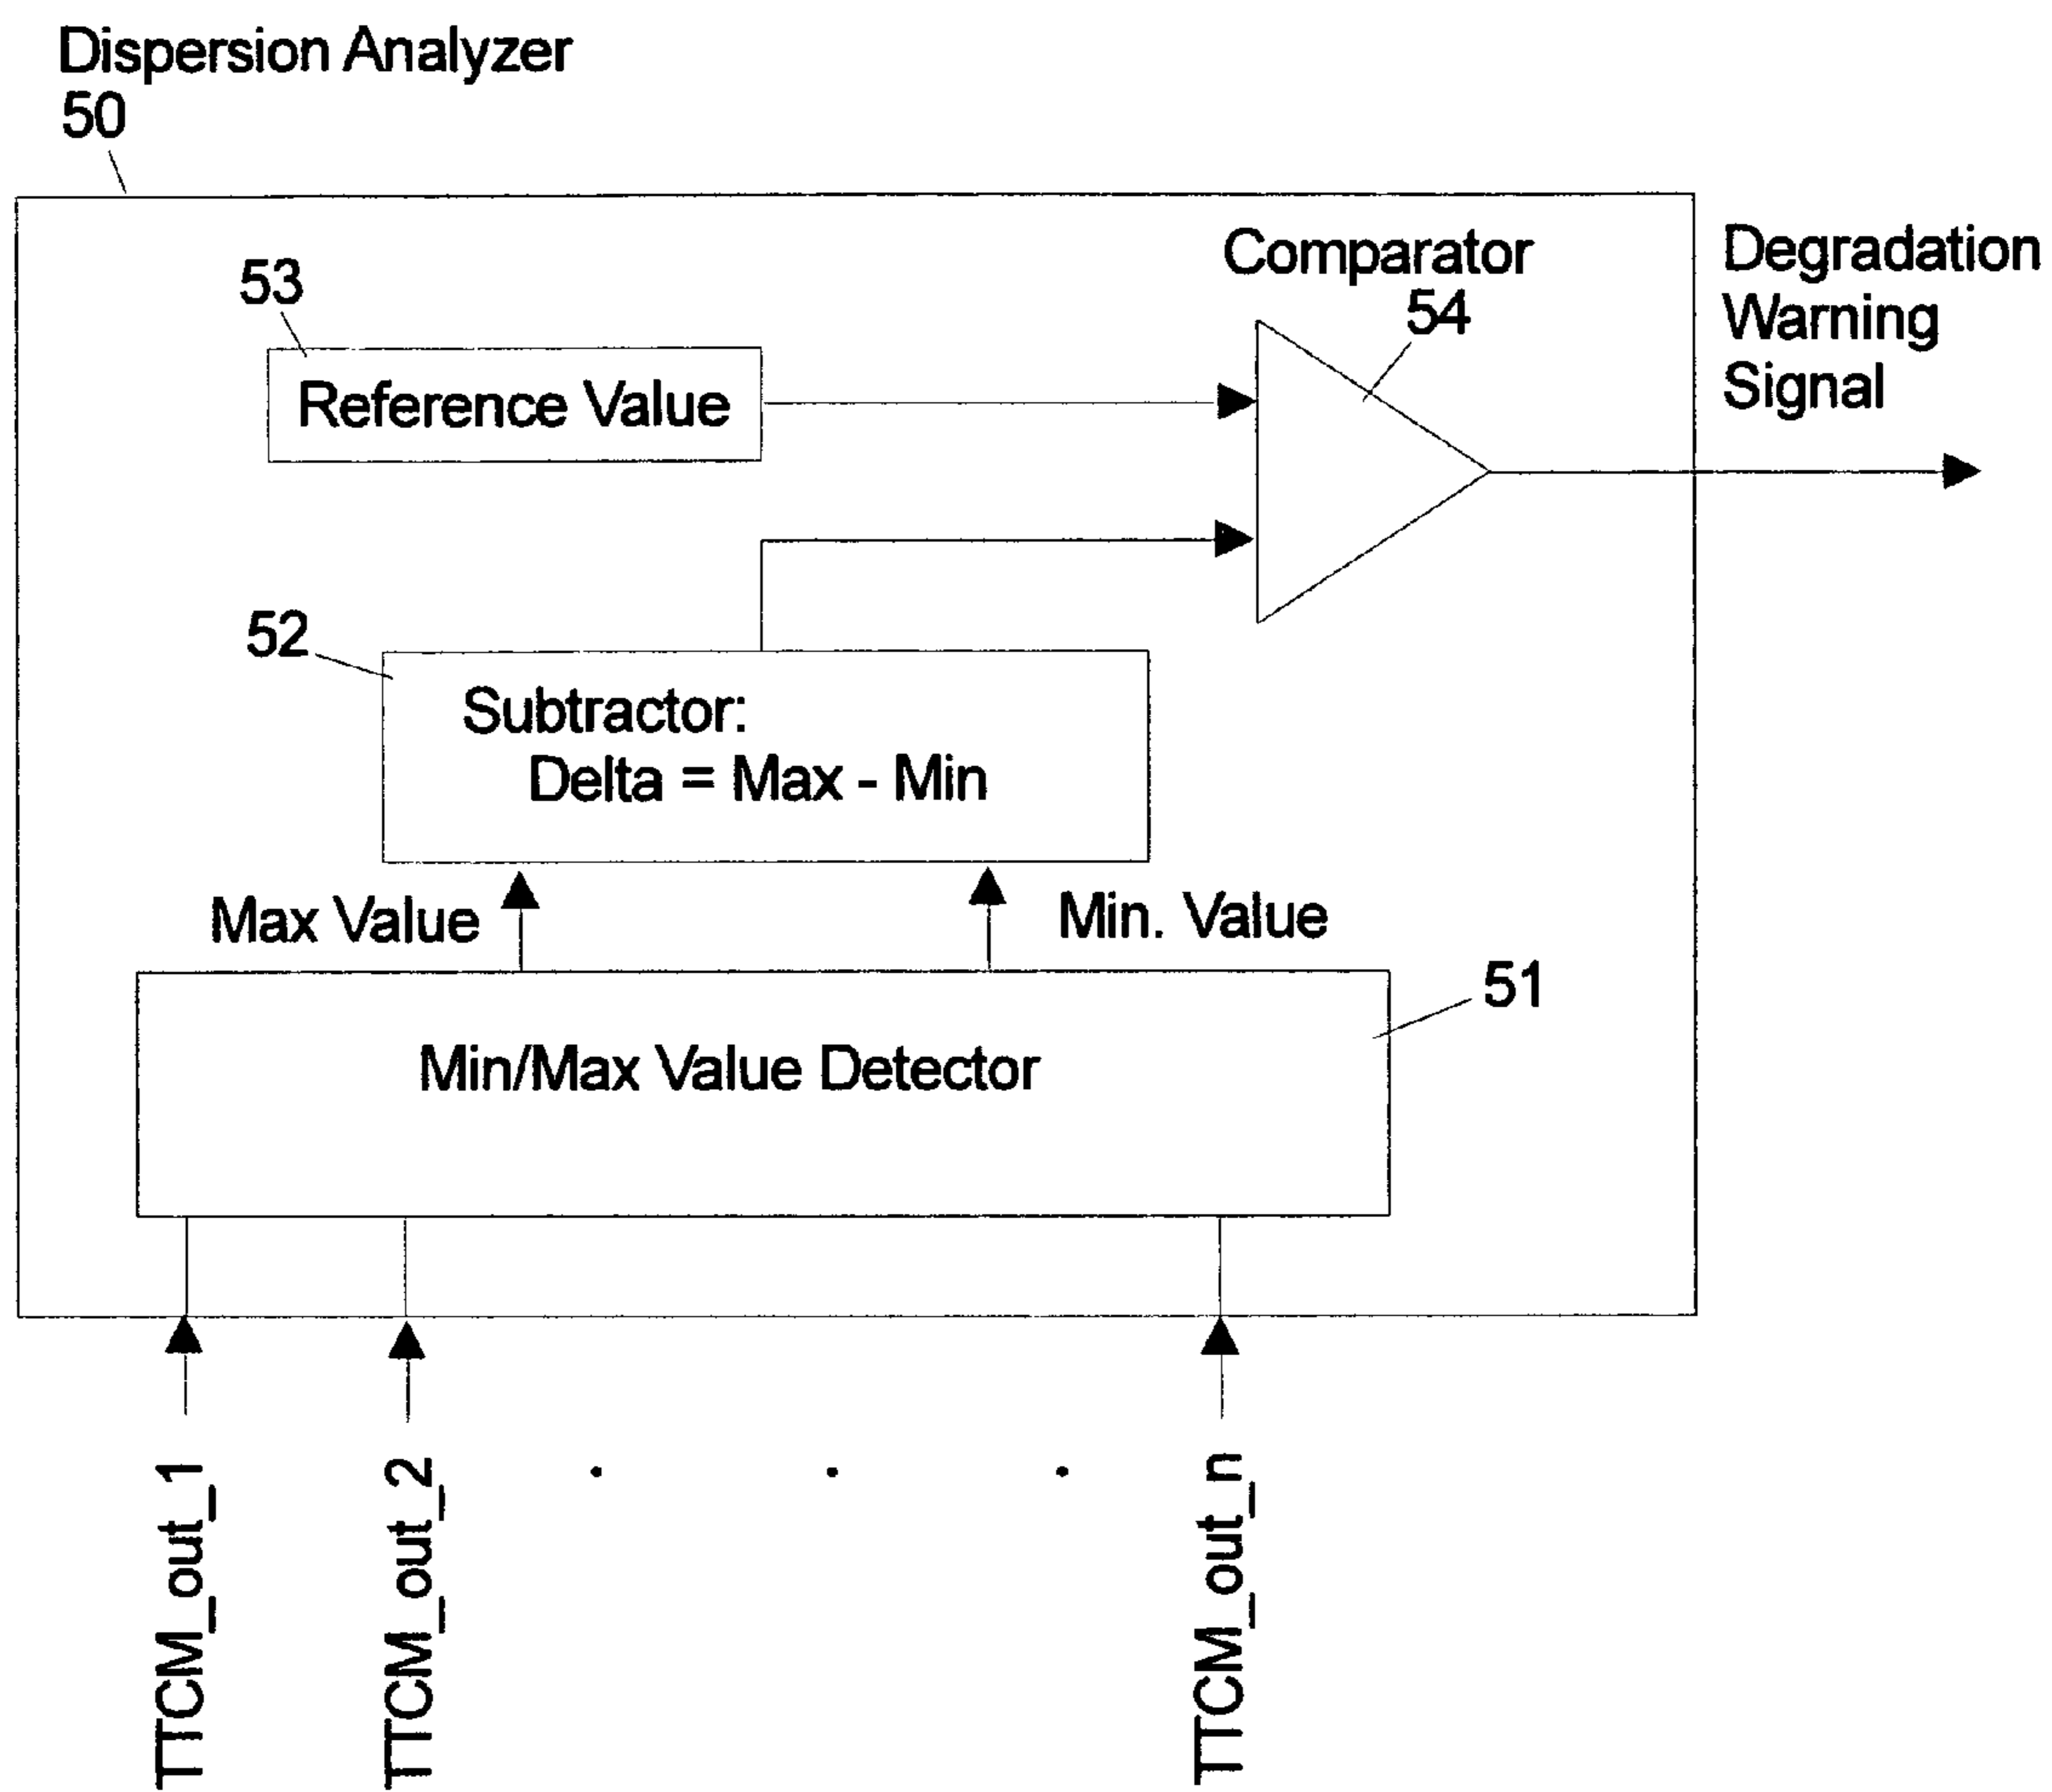 Dispersion Analyzer
50
53
Reference Value
Comparator
54
Degradation
Warning
Signal
52
Subtractor:
Delta = Max - Min
Max Value
Min. Value
51
Min/Max Value Detector
TTCM_out_1
TTCM_out_2
. . .
TTCM_out_n